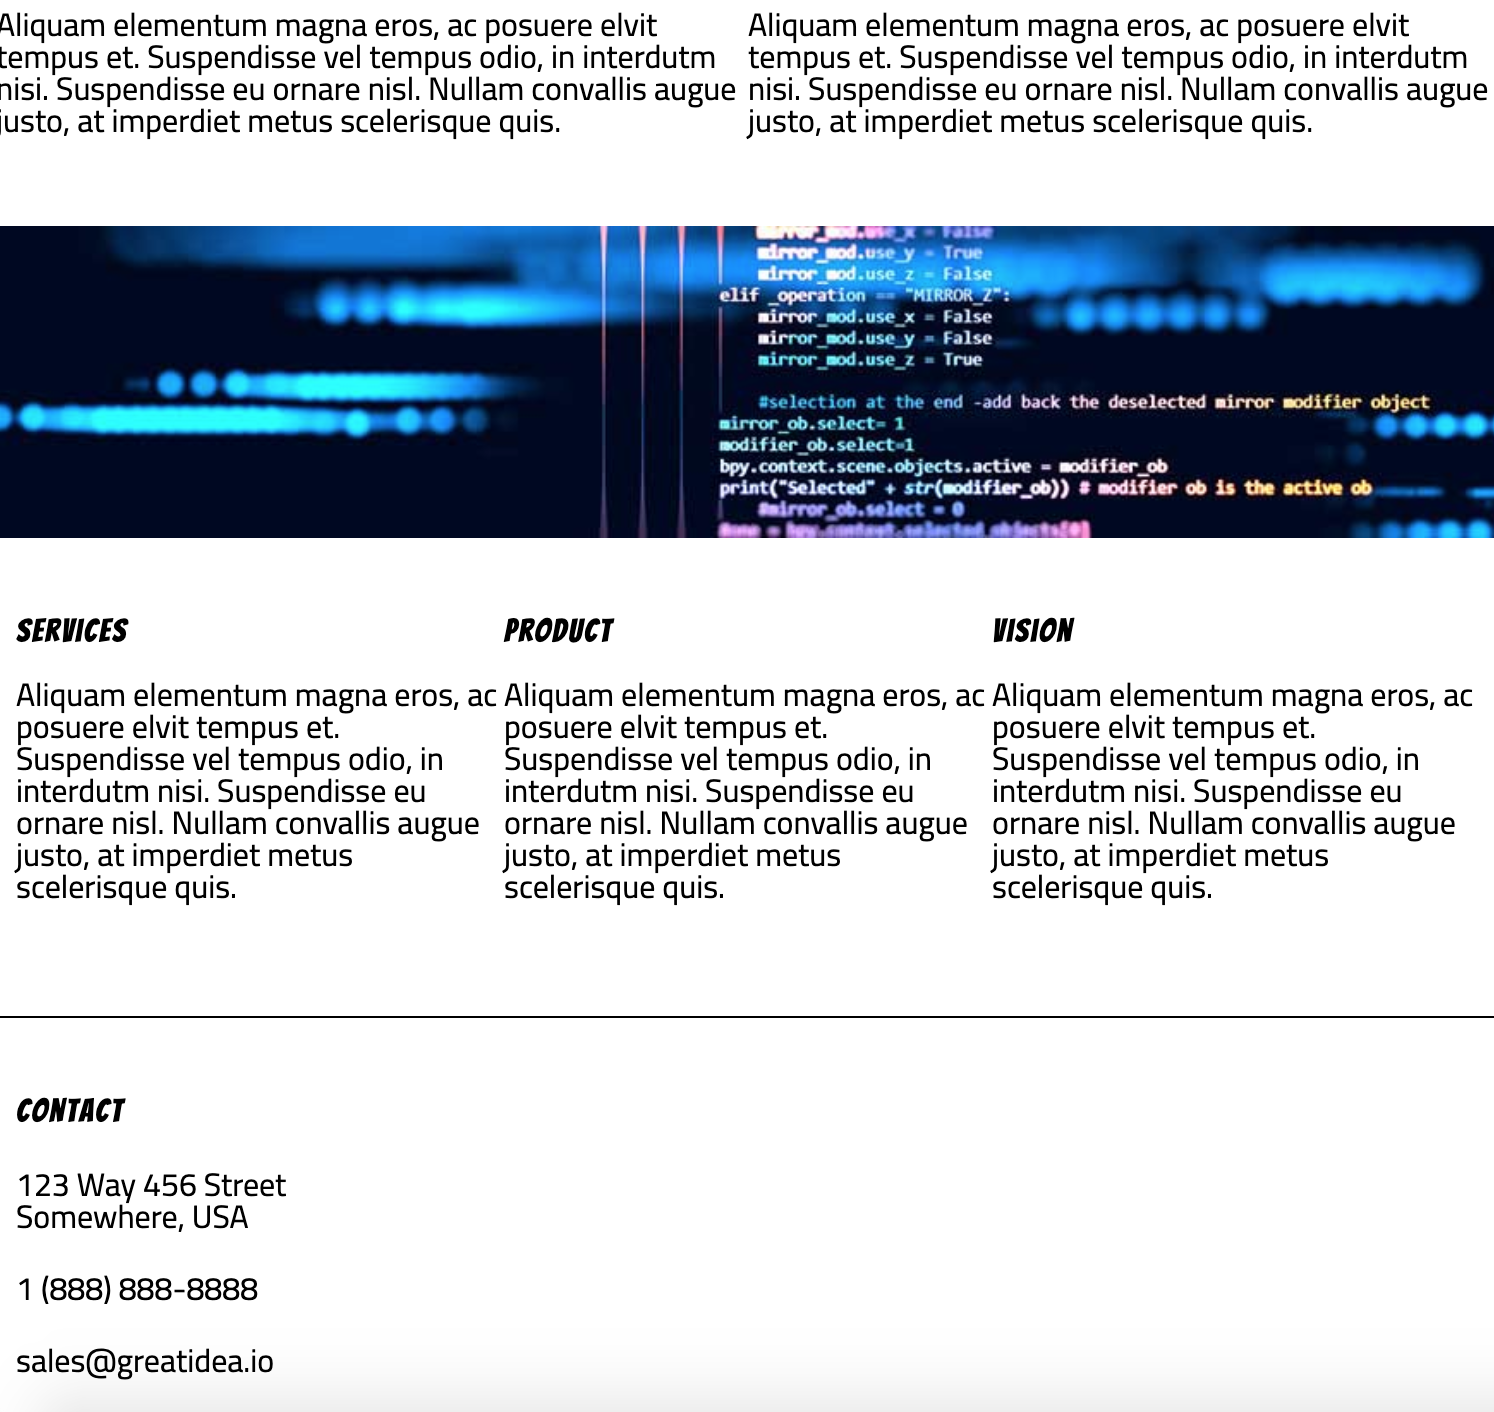 Aliquam elementum magna eros, ac posuere elvit
tempus et. Suspendisse vel tempus odio, in interdutm
nisi. Suspendisse eu ornare nisl. Nullam convallis augue
justo, at imperdiet metus scelerisque quis.
Aliquam elementum magna eros, ac posuere elvit
tempus et. Suspendisse vel tempus odio, in interdutm
nisi. Suspendisse eu ornare nisl. Nullam convallis augue
justo, at imperdiet metus scelerisque quis.
mirror_mod.use_x = False
mirror_mod.use_y = True
mirror_mod.use_z = False
elif _operation == "MIRROR_Z":
mirror_mod.use_x = False
mirror_mod.use_y = False
mirror_mod.use_z = True
#selection at the end -add back the deselected mirror modifier object
mirror_ob.select= 1
modifier_ob.select=1
bpy.context.scene.objects.active = modifier_ob
print("Selected" + str(modifier_ob)) # modifier ob is the active ob
#mirror_ob.select = 0
= bpy.context.selected_objects[0]
SERVICES
Aliquam elementum magna eros, ac
posuere elvit tempus et.
Suspendisse vel tempus odio, in
interdutm nisi. Suspendisse eu
ornare nisl. Nullam convallis augue
justo, at imperdiet metus
scelerisque quis.
PRODUCT
Aliquam elementum magna eros, ac
posuere elvit tempus et.
Suspendisse vel tempus odio, in
interdutm nisi. Suspendisse eu
ornare nisl. Nullam convallis augue
justo, at imperdiet metus
scelerisque quis.
VISION
Aliquam elementum magna eros, ac
posuere elvit tempus et.
Suspendisse vel tempus odio, in
interdutm nisi. Suspendisse eu
ornare nisl. Nullam convallis augue
justo, at imperdiet metus
scelerisque quis.
CONTACT
123 Way 456 Street
Somewhere, USA
1 (888) 888-8888
sales@greatidea.io